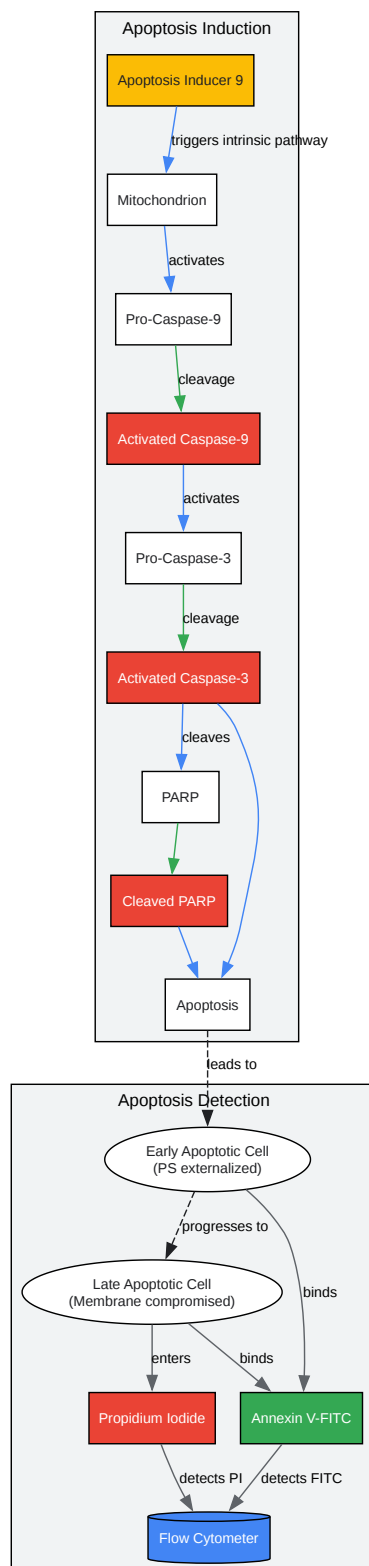 Apoptosis Induction
Apoptosis Inducer 9
triggers intrinsic pathway
Mitochondrion
activates
Pro-Caspase-9
cleavage
Activated Caspase-9
activates
Pro-Caspase-3
cleavage
Activated Caspase-3
cleaves
PARP
Cleaved PARP
Apoptosis
leads to
Apoptosis Detection
Early Apoptotic Cell
(PS externalized)
progresses to
Late Apoptotic Cell
(Membrane compromised)
binds
enters
binds
Propidium Iodide
Annexin V-FITC
detects PI
detects FITC
Flow Cytometer